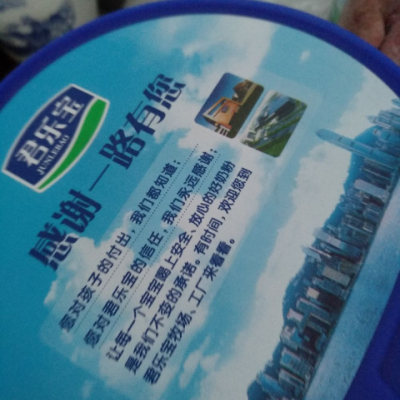 君乐宝
JUNLEBAO
感谢一路有您
您对孩子的付出，我们都知道；
您对君乐宝的信任，我们永远感谢；
让每一个宝宝喝上安全、放心的好奶粉
是我们不变的承诺。有时间，欢迎您到
君乐宝牧场、工厂来看看。